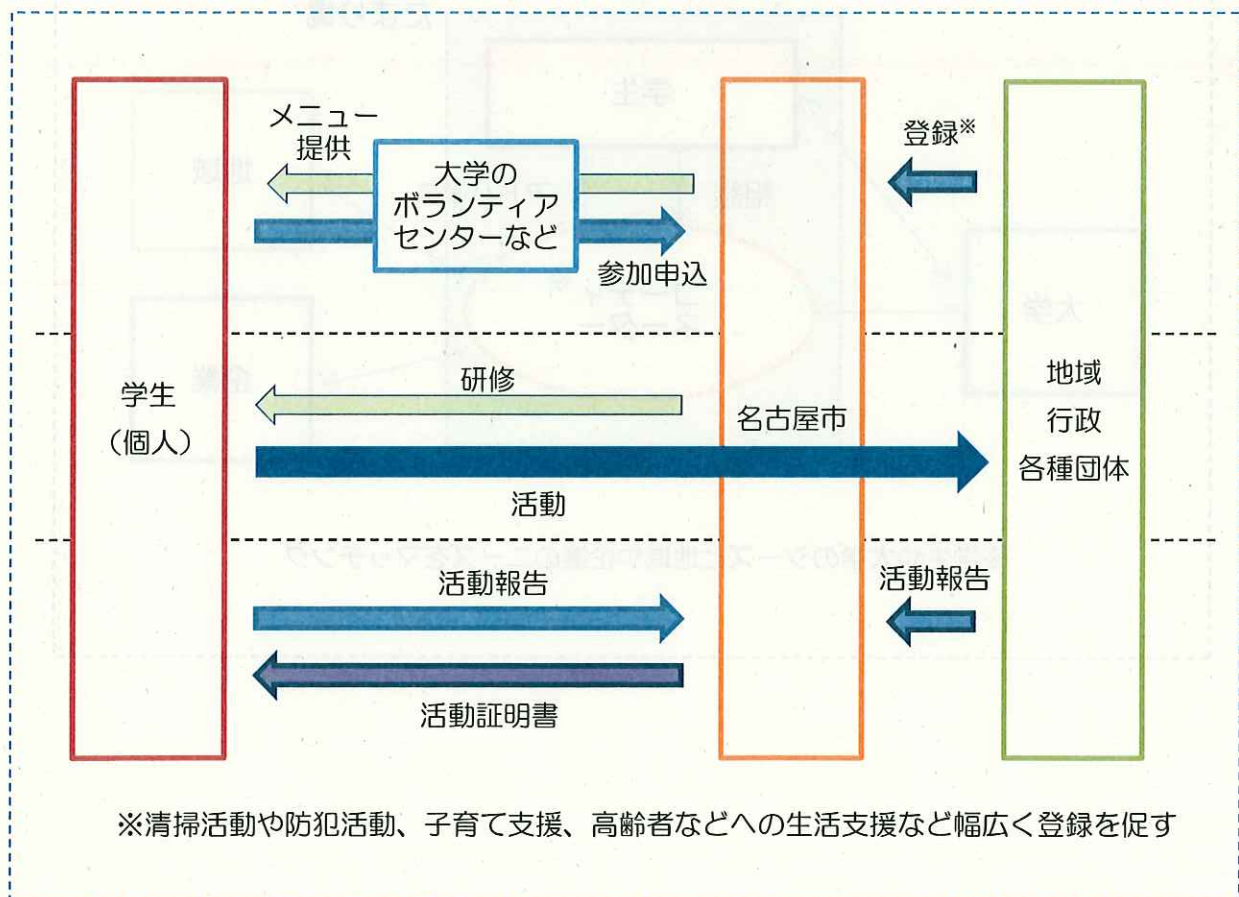 メニュー
提供
大学の
ボランティア
センターなど
参加申込
登録※
学生
（個人）
研修
名古屋市
活動
地域
行政
各種団体
活動報告
活動報告
活動証明書
※清掃活動や防犯活動、子育て支援、高齢者などへの生活支援など幅広く登録を促す